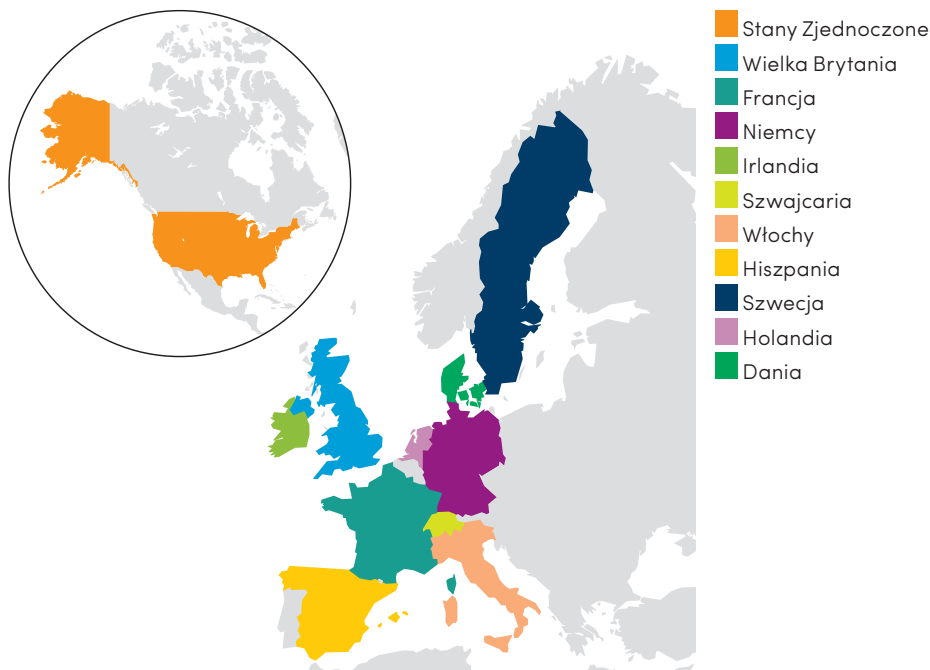 Stany Zjednoczone
Wielka Brytania
Francja
Niemcy
Irlandia
Szwajcaria
Włochy
Hiszpania
Szwecja
Holandia
Dania